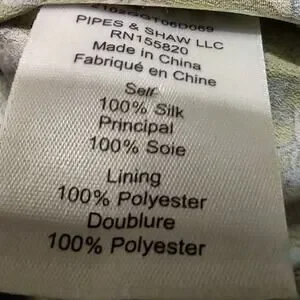 PIPES & SHAW LLC
RN155820
Made in China
Fabriqué en Chine
Self
100% Silk
Principal
100% Soie
Lining
100% Polyester
Doublure
100% Polyester